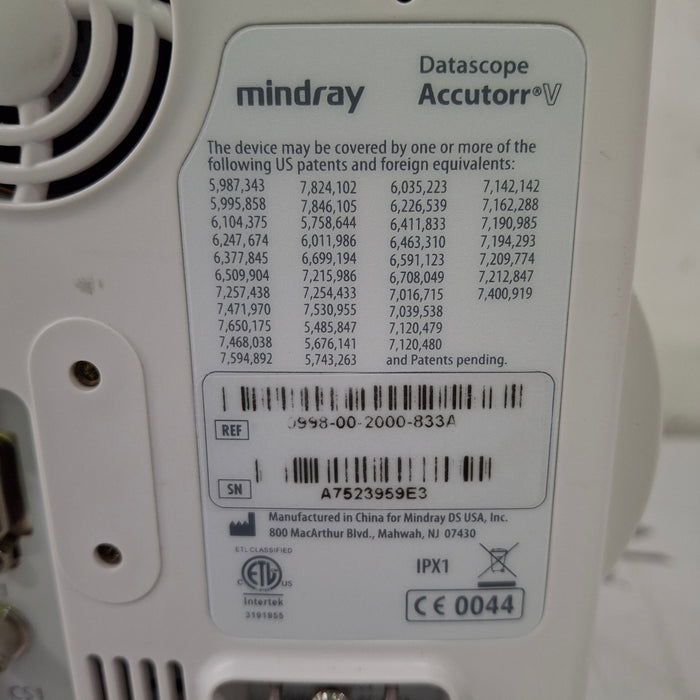 mindray
Datascope
Accutorr® V
The device may be covered by one or more of the
following US patents and foreign equivalents:
5,987,343 7,824,102 6,035,223 7,142,142
5,995,858 7,846,105 6,226,539 7,162,288
6,104,375 5,758,644 6,411,833 7,190,985
6,247,674 6,011,986 6,463,310 7,194,293
6,377,845 6,699,194 6,591,123 7,209,774
6,509,904 7,215,986 6,708,049 7,212,847
7,257,438 7,254,433 7,016,715 7,400,919
7,471,970 7,530,955 7,039,538
7,650,175 5,485,847 7,120,479
7,468,038 5,676,141 7,120,480
7,594,892 5,743,263 and Patents pending.
REF 0998-00-2000-833A
SN A7523959E3
Manufactured in China for Mindray DS USA, Inc.
800 MacArthur Blvd., Mahwah, NJ 07430
ETL CLASSIFIED
C ETL US
Intertek
3191955
IPX1
CE 0044
CS1